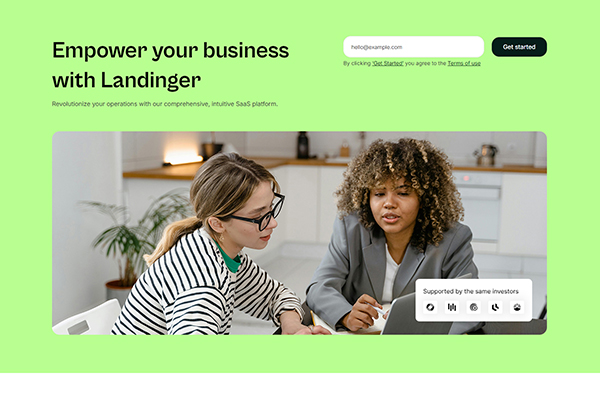 Empower your business
with Landinger
Revolutionize your operations with our comprehensive, intuitive SaaS platform.
hello@example.com
Get started
By clicking 'Get Started' you agree to the Terms of use
Supported by the same investors